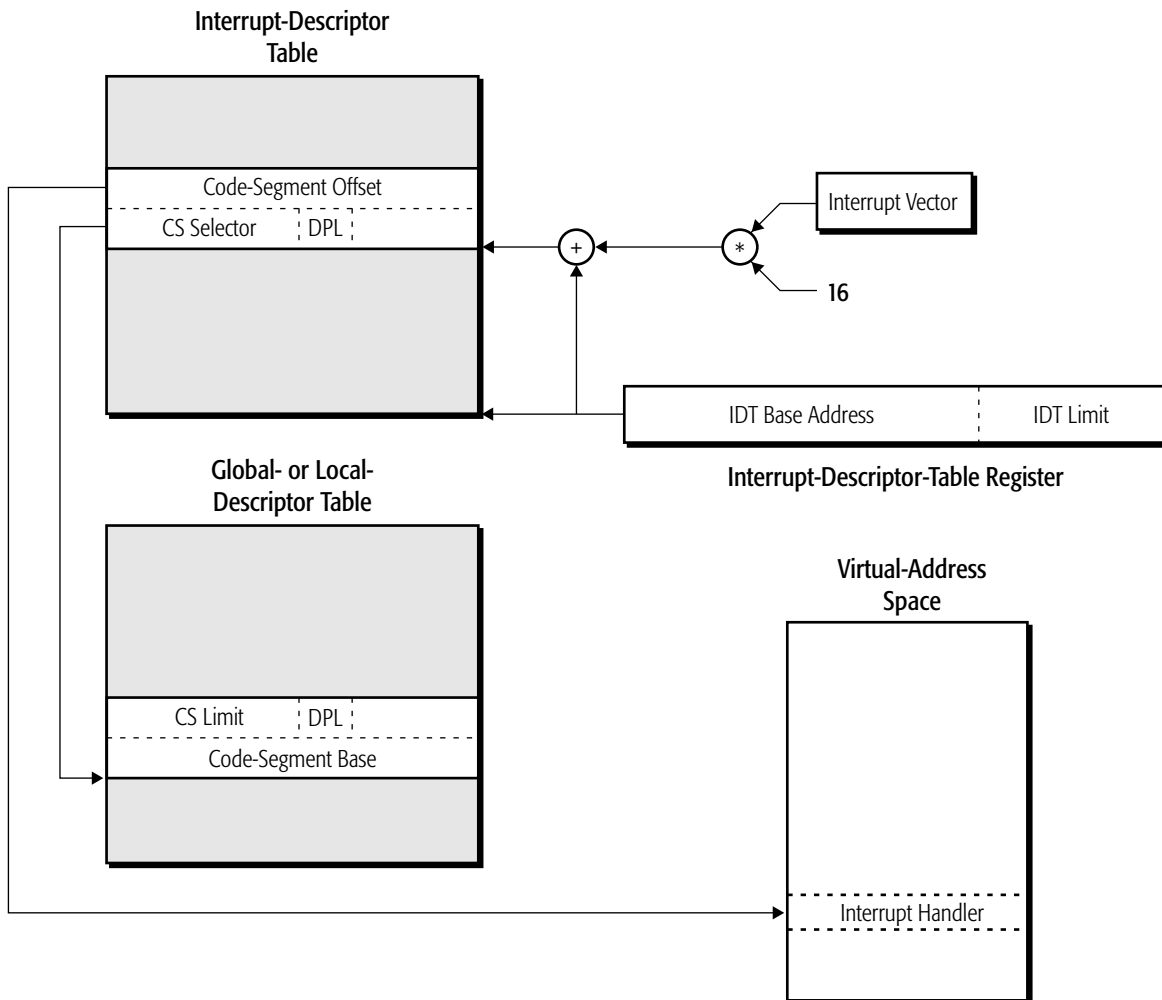 Interrupt-Descriptor
Table
Code-Segment Offset
CS Selector DPL
Interrupt Vector
+
*
16
IDT Base Address IDT Limit
Interrupt-Descriptor-Table Register
Global- or Local-
Descriptor Table
CS Limit DPL
Code-Segment Base
Virtual-Address
Space
Interrupt Handler